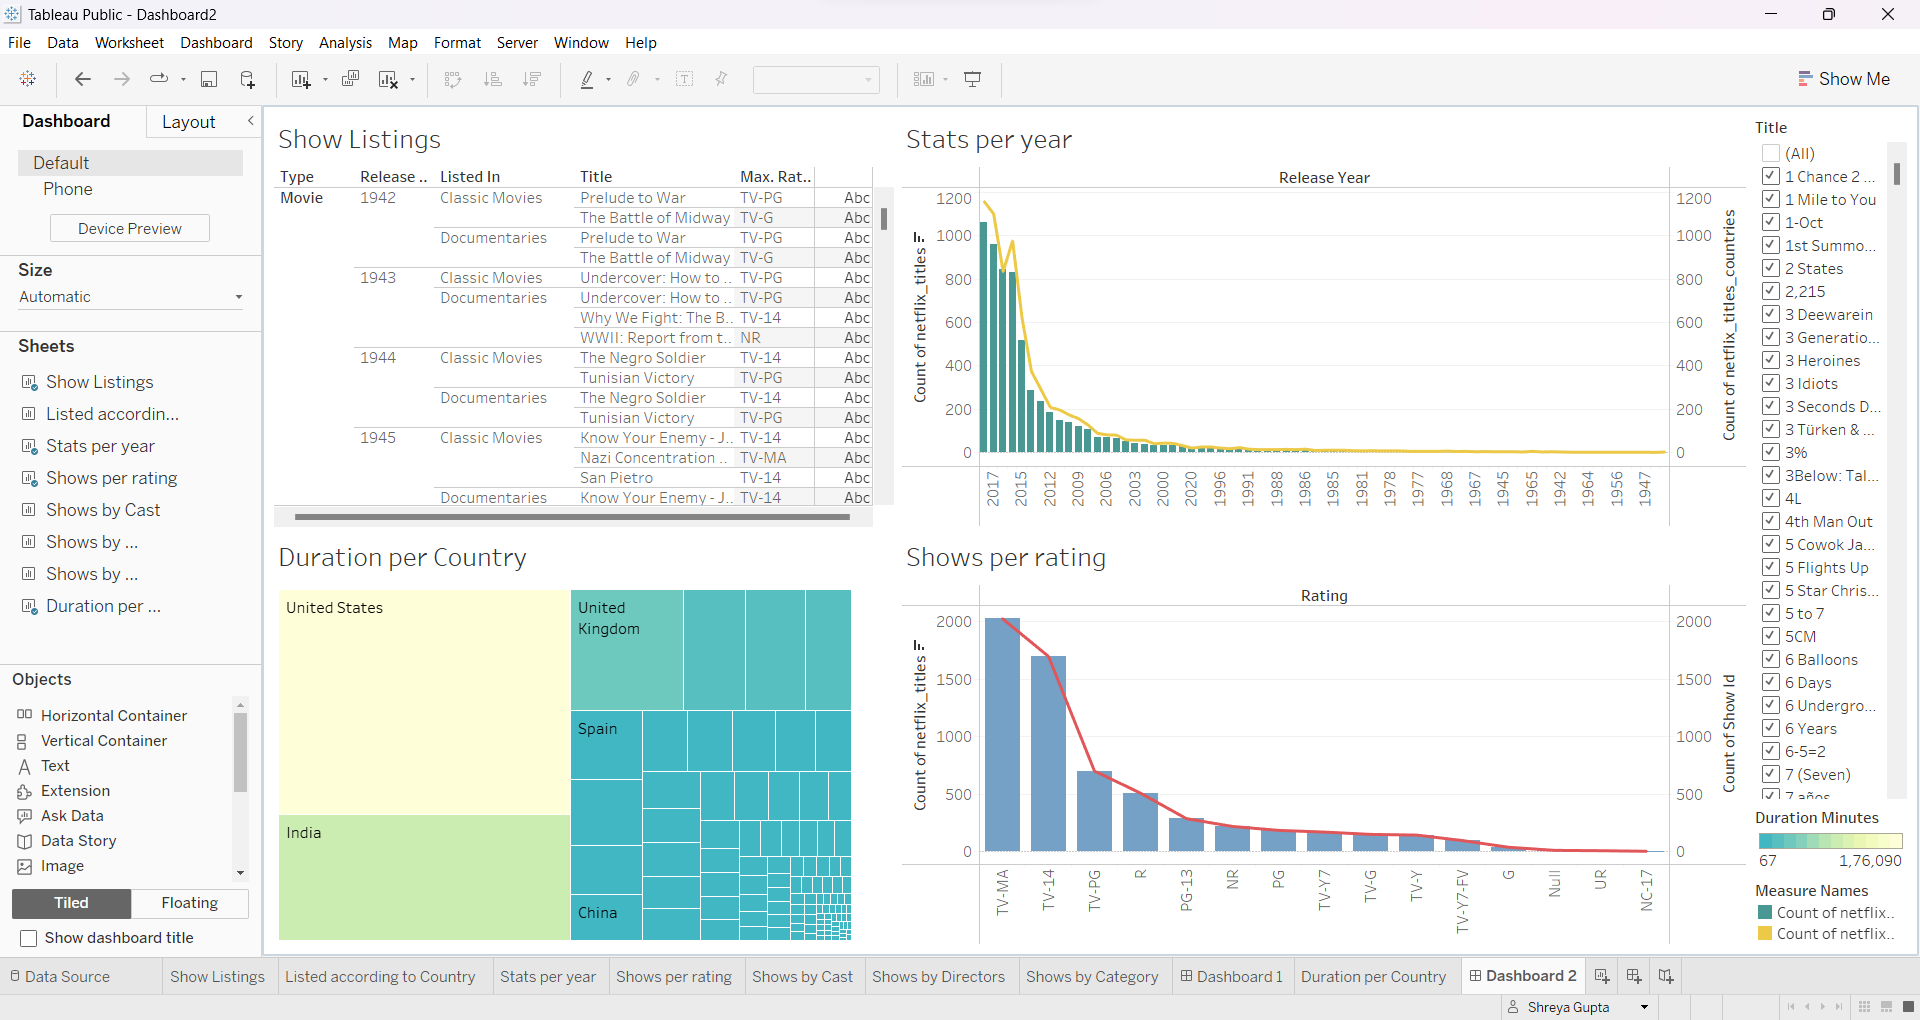 Tableau Public - Dashboard2
File Data Worksheet Dashboard Story Analysis Map Format Server Window Help
Show Me
Dashboard Layout
Default
Phone
Device Preview
Size
Automatic
Sheets
Show Listings
Listed accordin...
Stats per year
Shows per rating
Shows by Cast
Shows by ...
Shows by ...
Duration per ...
Objects
Horizontal Container
Vertical Container
Text
Extension
Ask Data
Data Story
Image
Tiled Floating
Show dashboard title
Show Listings
Type Release .. Listed In Title Max. Rat..
Movie 1942 Classic Movies Prelude to War TV-PG Abc
The Battle of Midway TV-G Abc
Documentaries Prelude to War TV-PG Abc
The Battle of Midway TV-G Abc
1943 Classic Movies Undercover: How to .. TV-PG Abc
Documentaries Undercover: How to .. TV-PG Abc
Why We Fight: The B.. TV-14 Abc
WWII: Report from t.. NR Abc
1944 Classic Movies The Negro Soldier TV-14 Abc
Tunisian Victory TV-PG Abc
Documentaries The Negro Soldier TV-14 Abc
Tunisian Victory TV-PG Abc
1945 Classic Movies Know Your Enemy - J.. TV-14 Abc
Nazi Concentration .. TV-MA Abc
San Pietro TV-14 Abc
Documentaries Know Your Enemy - J.. TV-14 Abc
Stats per year
Release Year
Count of netflix_titles
1200
1000
800
600
400
200
0
1200
1000
800
600
400
200
0
Count of netflix_titles_countries
2017 2015 2012 2009 2006 2003 2000 2020 1996 1991 1988 1986 1985 1981 1978 1977 1968 1967 1945 1965 1942 1964 1956 1947
Duration per Country
United States
India
United
Kingdom
Spain
China
Shows per rating
Rating
Count of netflix_titles
2000
1500
1000
500
0
2000
1500
1000
500
0
Count of Show Id
TV-MA TV-14 TV-PG R PG-13 NR PG TV-Y7 TV-G TV-Y TV-Y7-FV G Null UR NC-17
Title
(All)
1 Chance 2 ...
1 Mile to You
1-Oct
1st Summo...
2 States
2,215
3 Deewarein
3 Generatio...
3 Heroines
3 Idiots
3 Seconds D...
3 Türken & ...
3%
3Below: Tal...
4L
4th Man Out
5 Cowok Ja...
5 Flights Up
5 Star Chris...
5 to 7
5CM
6 Balloons
6 Days
6 Undergro...
6 Years
6-5=2
7 (Seven)
7 años
Duration Minutes
67 1,76,090
Measure Names
Count of netflix..
Count of netflix..
Data Source Show Listings Listed according to Country Stats per year Shows per rating Shows by Cast Shows by Directors Shows by Category Dashboard 1 Duration per Country Dashboard 2
Shreya Gupta